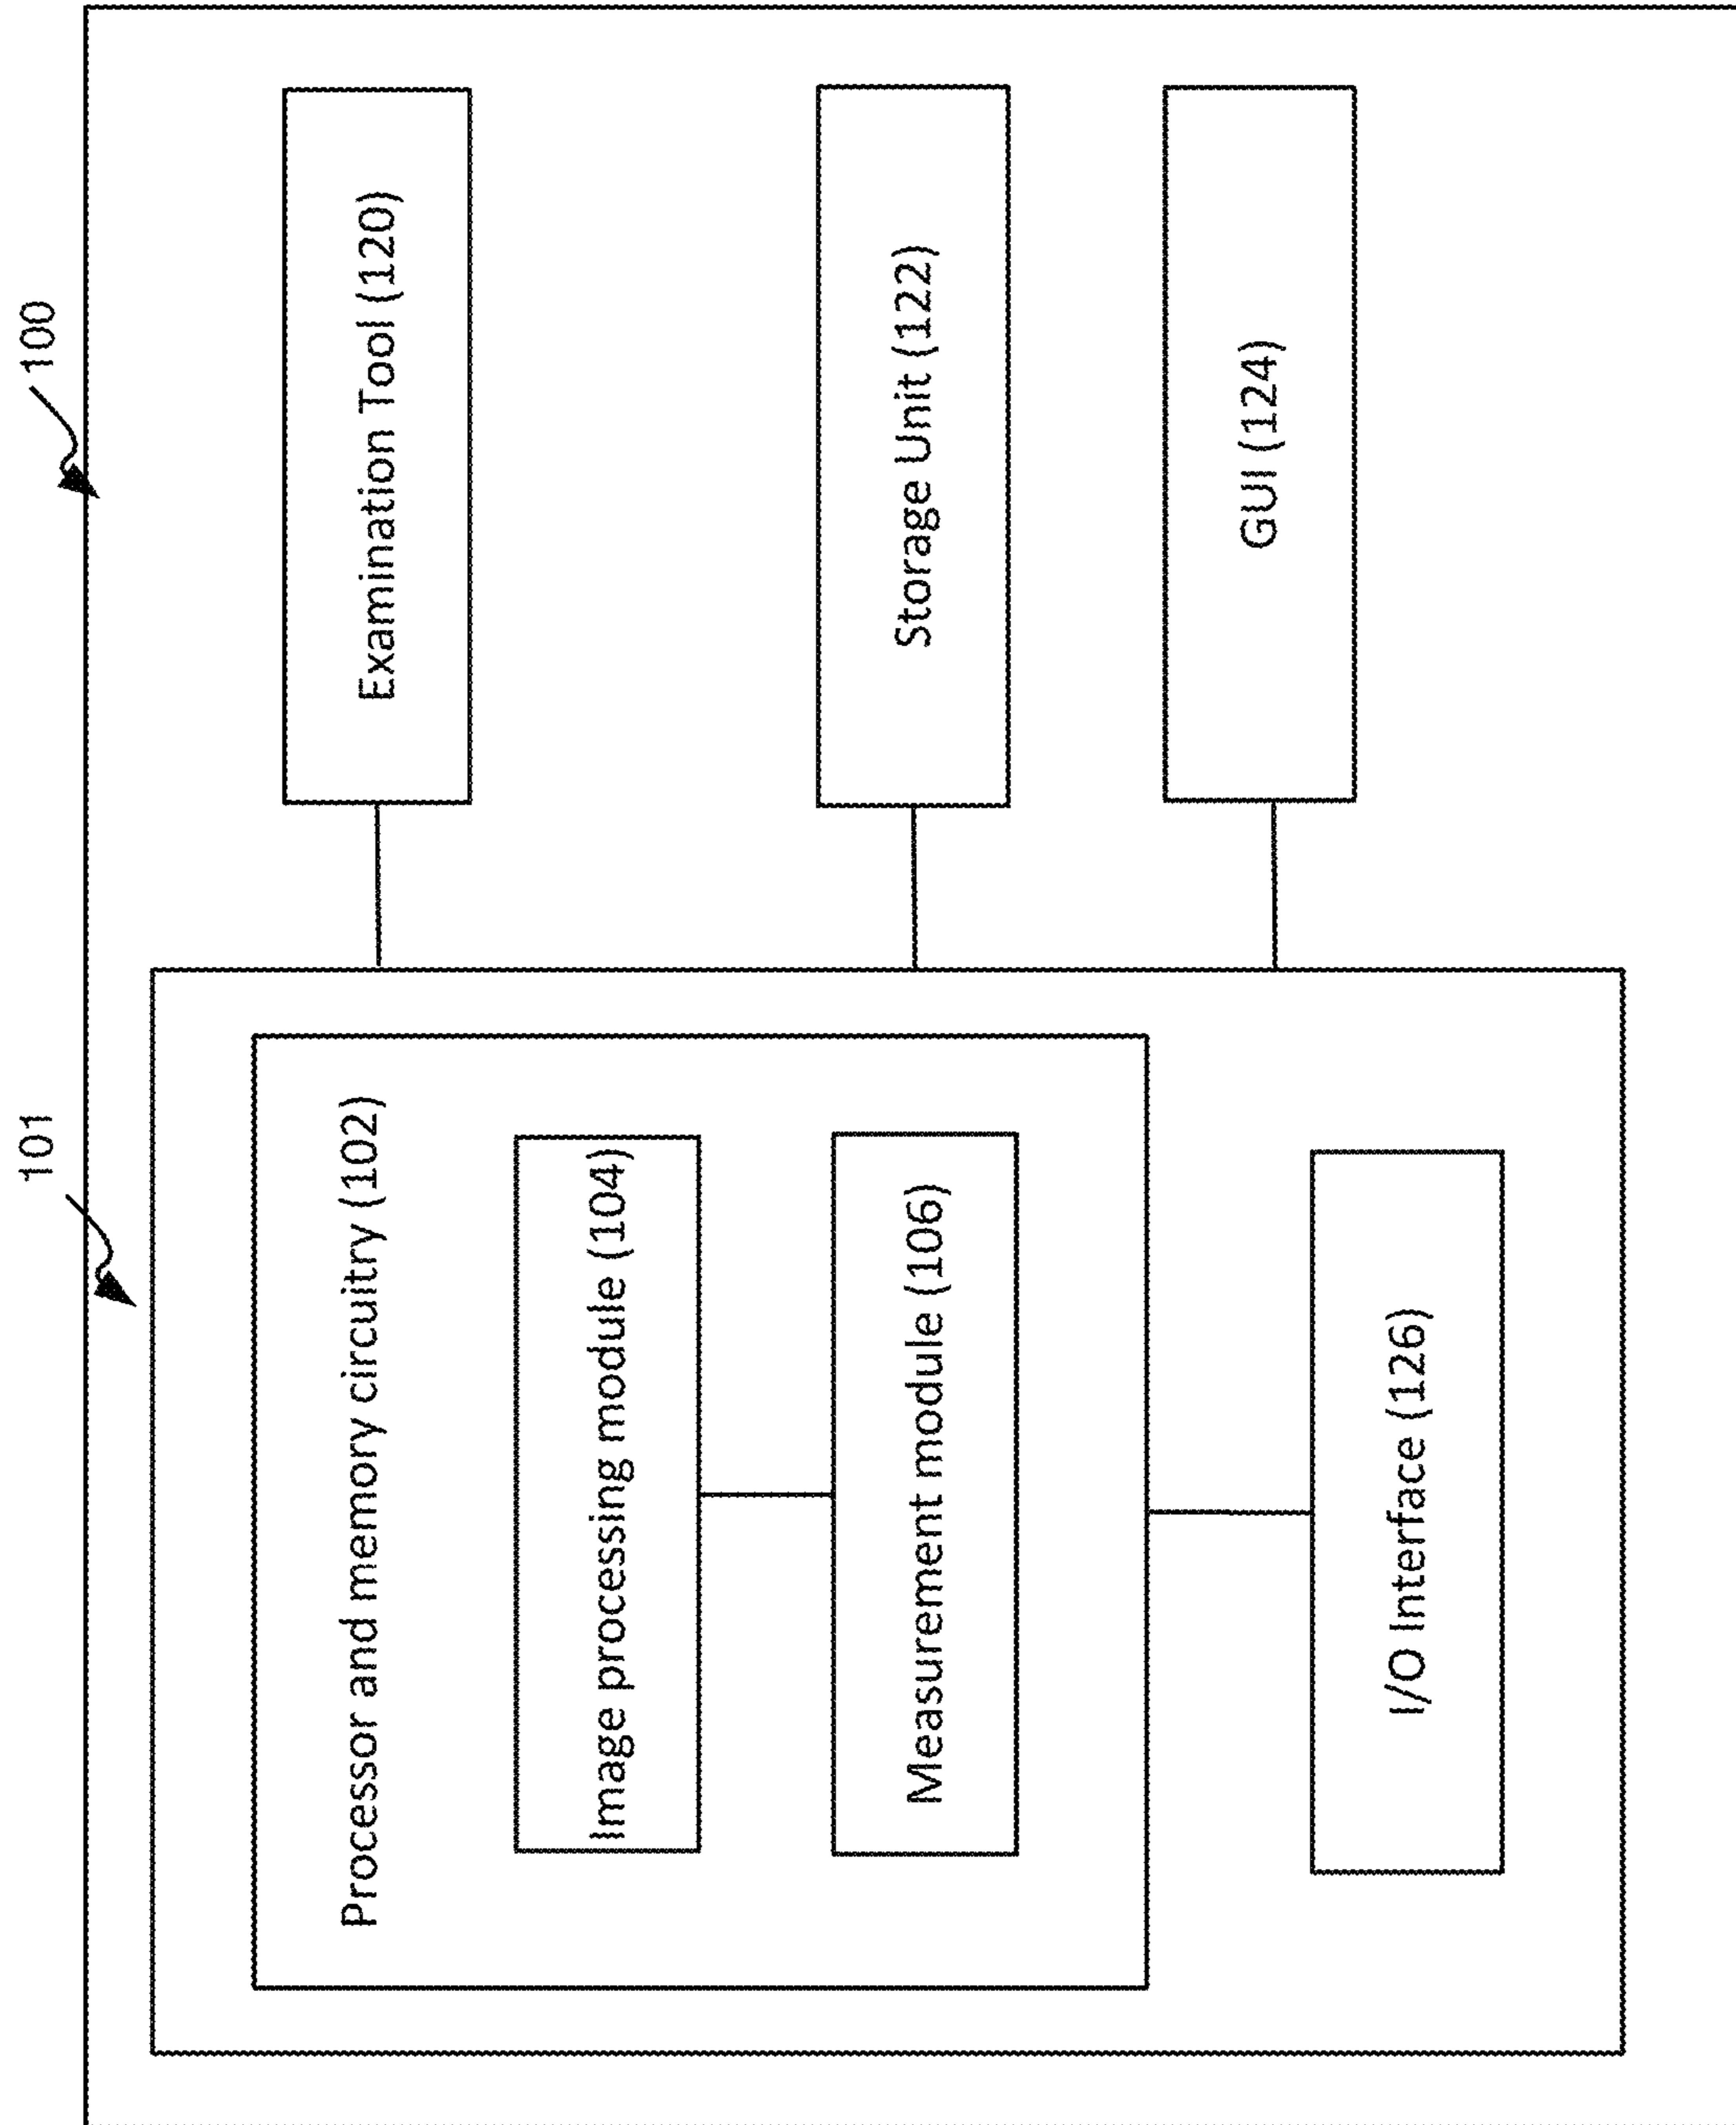 100
101
Processor and memory circuitry (102)
Image processing module (104)
Measurement module (106)
I/O Interface (126)
Examination Tool (120)
Storage Unit (122)
GUI (124)